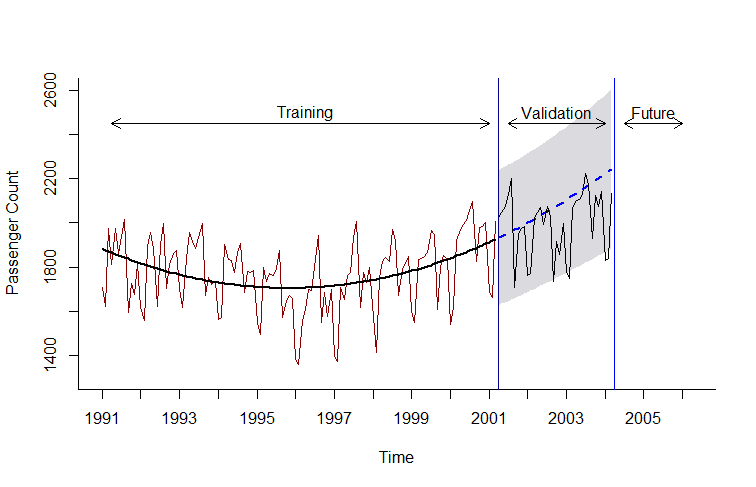 Training
Validation
Future
Passenger Count
2600
2200
1800
1400
1991
1993
1995
1997
1999
2001
2003
2005
Time